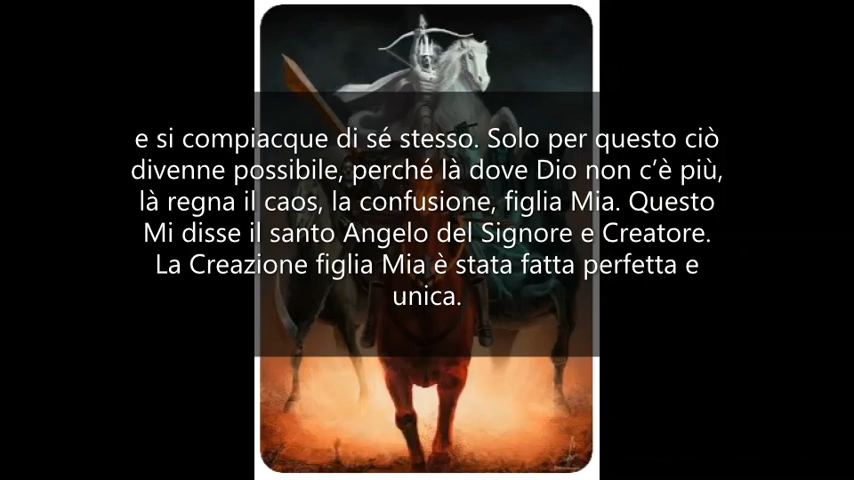 e si compiacque di sé stesso. Solo per questo ciò
divenne possibile, perché là dove Dio non c’è più,
là regna il caos, la confusione, figlia Mia. Questo
Mi disse il santo Angelo del Signore e Creatore.
La Creazione figlia Mia è stata fatta perfetta e
unica.